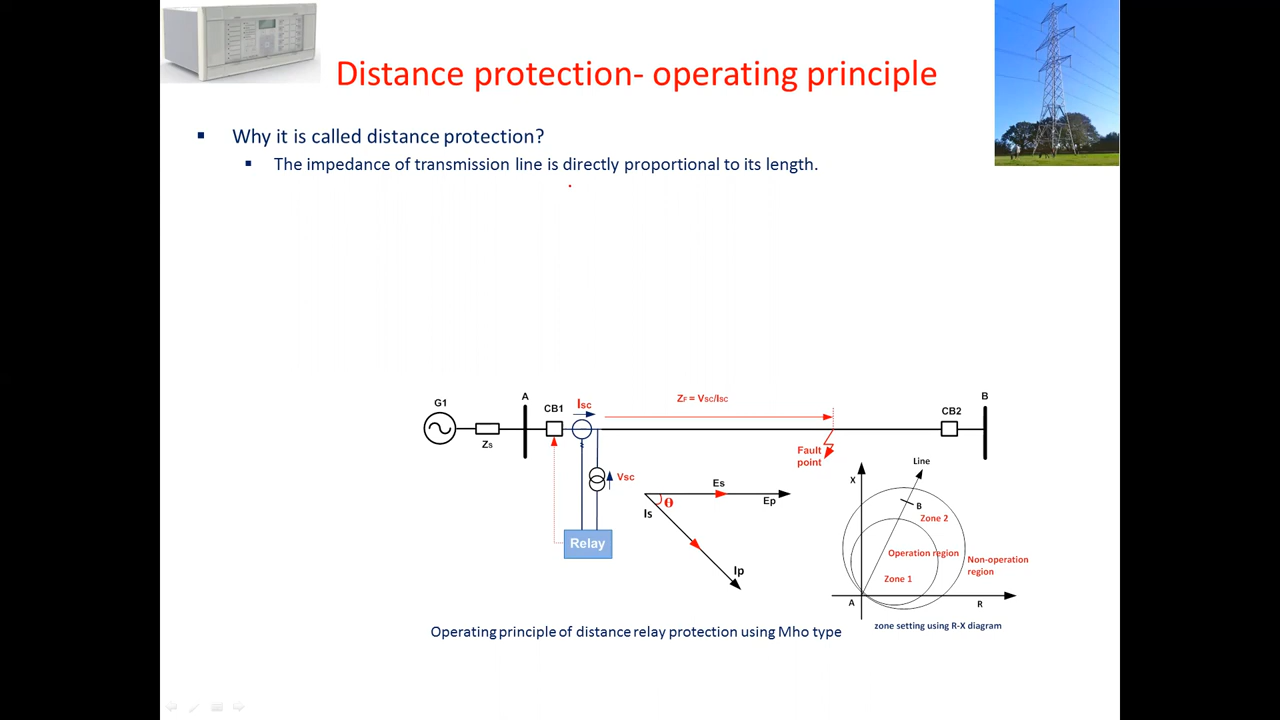 Distance protection- operating principle
Why it is called distance protection?
The impedance of transmission line is directly proportional to its length.
G1
Zs
A
CB1
Isc
ZF = Vsc/Isc
CB2
B
Fault
point
Vsc
Relay
Es
Ep
θ
Is
Ip
Line
X
B
Zone 2
Operation region
Non-operation
region
Zone 1
A
R
zone setting using R-X diagram
Operating principle of distance relay protection using Mho type